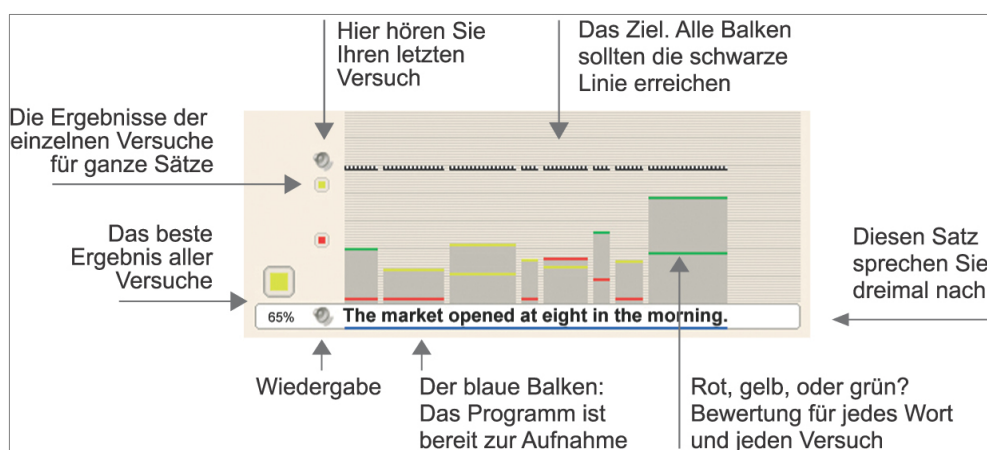 Hier hören Sie
Ihren letzten
Versuch
Das Ziel. Alle Balken
sollten die schwarze
Linie erreichen
Die Ergebnisse der
einzelnen Versuche
für ganze Sätze
Das beste
Ergebnis aller
Versuche
Diesen Satz
sprechen Sie
dreimal nach
65% The market opened at eight in the morning.
Wiedergabe
Der blaue Balken:
Das Programm ist
bereit zur Aufnahme
Rot, gelb, oder grün?
Bewertung für jedes Wort
und jeden Versuch